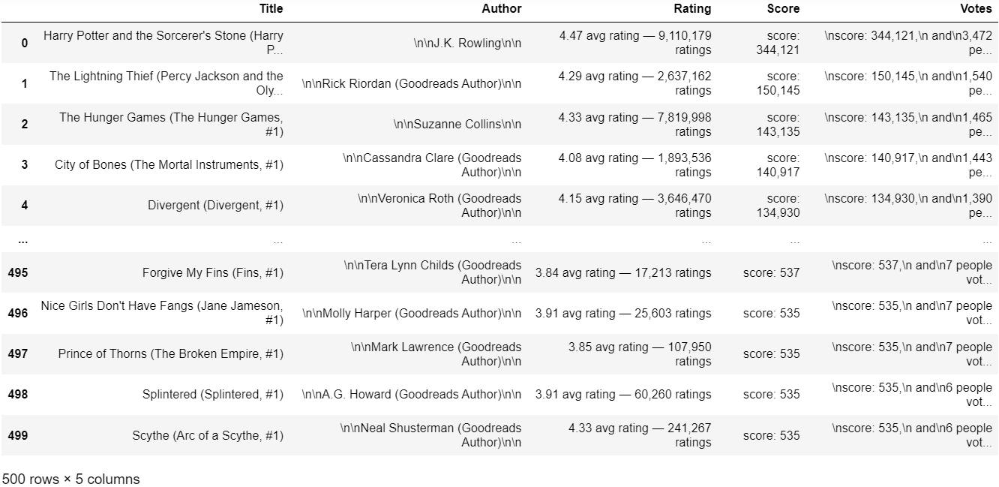 Title Author Rating Score Votes
0 Harry Potter and the Sorcerer's Stone (Harry P... \n\nJ.K. Rowling\n\n 4.47 avg rating — 9,110,179 ratings score: 344,121 \nscore: 344,121,\n and\n3,472 pe...
1 The Lightning Thief (Percy Jackson and the Oly... \n\nRick Riordan (Goodreads Author)\n\n 4.29 avg rating — 2,637,162 ratings score: 150,145 \nscore: 150,145,\n and\n1,540 pe...
2 The Hunger Games (The Hunger Games, #1) \n\nSuzanne Collins\n\n 4.33 avg rating — 7,819,998 ratings score: 143,135 \nscore: 143,135,\n and\n1,465 pe...
3 City of Bones (The Mortal Instruments, #1) \n\nCassandra Clare (Goodreads Author)\n\n 4.08 avg rating — 1,893,536 ratings score: 140,917 \nscore: 140,917,\n and\n1,443 pe...
4 Divergent (Divergent, #1) \n\nVeronica Roth (Goodreads Author)\n\n 4.15 avg rating — 3,646,470 ratings score: 134,930 \nscore: 134,930,\n and\n1,390 pe...
... ... ... ... ... ...
495 Forgive My Fins (Fins, #1) \n\nTera Lynn Childs (Goodreads Author)\n\n 3.84 avg rating — 17,213 ratings score: 537 \nscore: 537,\n and\n7 people vot...
496 Nice Girls Don't Have Fangs (Jane Jameson, #1) \n\nMolly Harper (Goodreads Author)\n\n 3.91 avg rating — 25,603 ratings score: 535 \nscore: 535,\n and\n7 people vot...
497 Prince of Thorns (The Broken Empire, #1) \n\nMark Lawrence (Goodreads Author)\n\n 3.85 avg rating — 107,950 ratings score: 535 \nscore: 535,\n and\n7 people vot...
498 Splintered (Splintered, #1) \n\nA.G. Howard (Goodreads Author)\n\n 3.91 avg rating — 60,260 ratings score: 535 \nscore: 535,\n and\n6 people vot...
499 Scythe (Arc of a Scythe, #1) \n\nNeal Shusterman (Goodreads Author)\n\n 4.33 avg rating — 241,267 ratings score: 535 \nscore: 535,\n and\n6 people vot...
500 rows × 5 columns